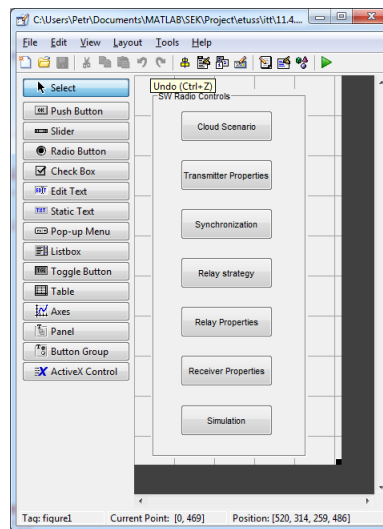 C:\Users\Petr\Documents\MATLAB\SEK\Project\etuss\itt\11.4....
File Edit View Layout Tools Help
Undo (Ctrl+Z)
Select
OK Push Button
Slider
Radio Button
Check Box
Edit Text
TXT Static Text
Pop-up Menu
Listbox
Toggle Button
Table
Axes
Panel
Button Group
ActiveX Control
SW Radio Controls
Cloud Scenario
Transmitter Properties
Synchronization
Relay strategy
Relay Properties
Receiver Properties
Simulation
Tag: figure1 Current Point: [0, 469] Position: [520, 314, 259, 486]